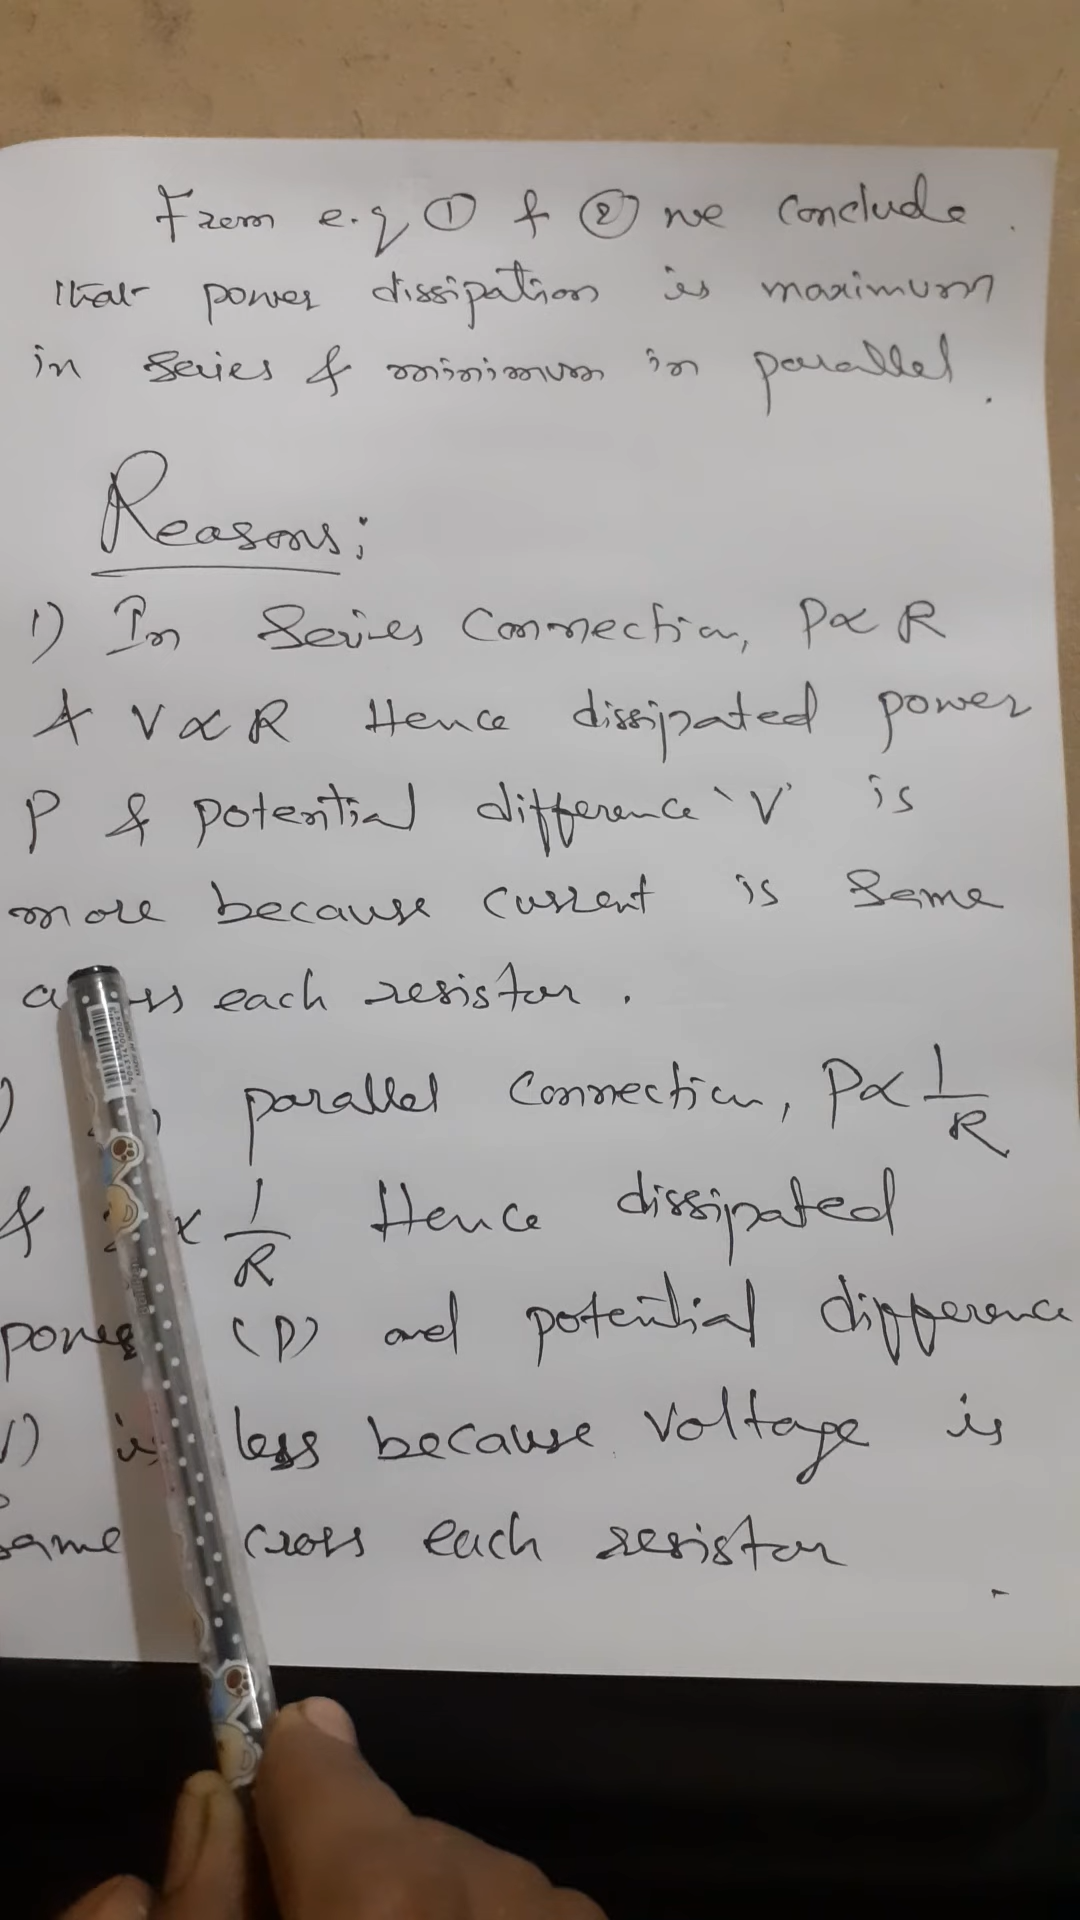 From e.q ① & ② we conclude.
that power dissipation is maximum
in series & minimum in parallel.
Reasons:
1) In Series Connection, P∝ R
& V∝R Hence dissipated power
P & potential difference 'V' is
more because current is Same
each resistor.
parallel Connection, P∝ 1/R
& ∝ 1/R Hence dissipated
power (P) and potential difference
is less because voltage is
each resistor